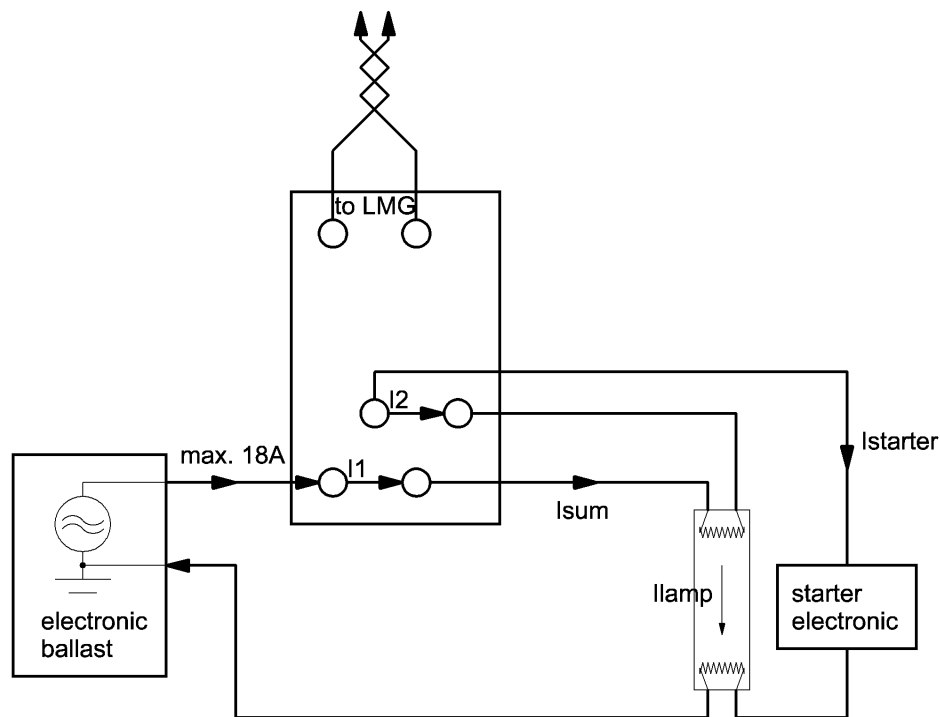 to LMG
I2
Istarter
max. 18A
I1
Isum
Ilamp
starter
electronic
electronic
ballast